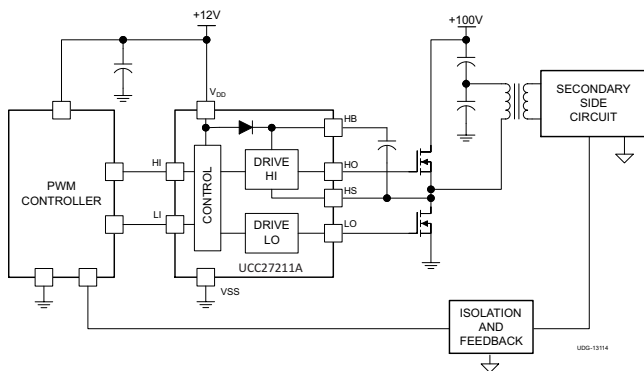 +12V
+100V
SECONDARY
SIDE
CIRCUIT
VDD
HB
HI
DRIVE
HI
HO
PWM
CONTROLLER
CONTROL
HS
LI
DRIVE
LO
LO
UCC27211A
VSS
ISOLATION
AND
FEEDBACK
UDG-13114